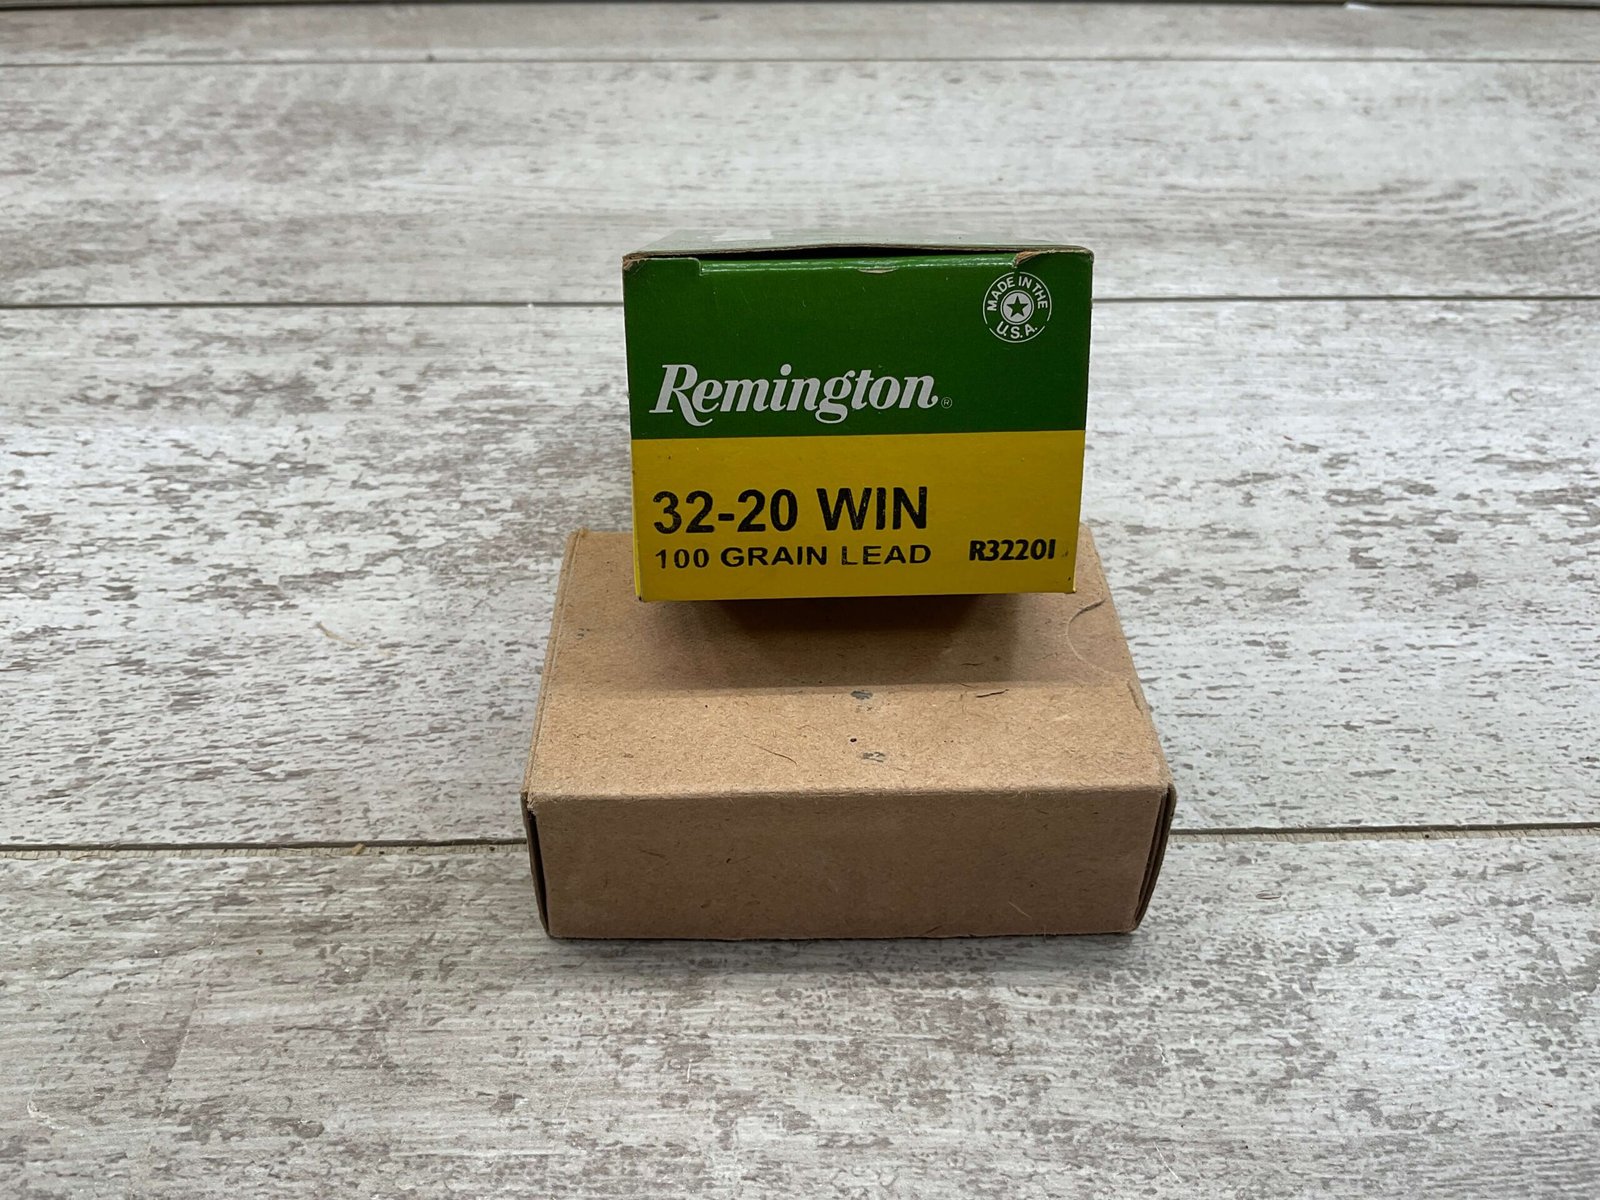 MADE IN THE
U.S.A.
Remington®
32-20 WIN
100 GRAIN LEAD R32201